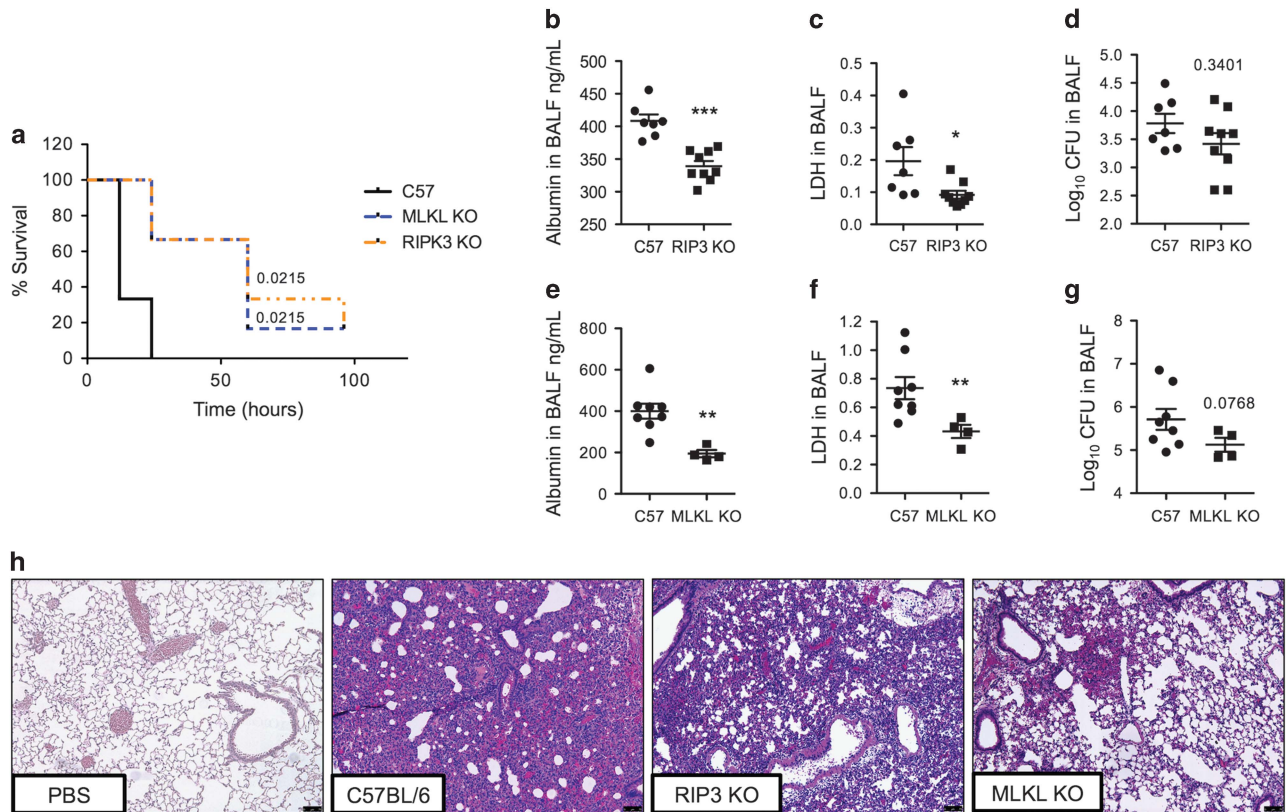 a
% Survival
120
100
80
60
40
20
0
0
50
100
Time (hours)
C57
MLKL KO
RIPK3 KO
0.0215
0.0215
b
Albumin in BALF ng/mL
500
450
400
350
300
250
***
C57 RIP3 KO
c
LDH in BALF
0.5
0.4
0.3
0.2
0.1
0.0
*
C57 RIP3 KO
d
Log10 CFU in BALF
5.0
4.5
4.0
3.5
3.0
2.5
2.0
0.3401
C57 RIP3 KO
e
Albumin in BALF ng/mL
800
600
400
200
0
**
C57 MLKL KO
f
LDH in BALF
1.2
1.0
0.8
0.6
0.4
0.2
0.0
**
C57 MLKL KO
g
Log10 CFU in BALF
8
7
6
5
4
0.0768
C57 MLKL KO
h
PBS
C57BL/6
RIP3 KO
MLKL KO